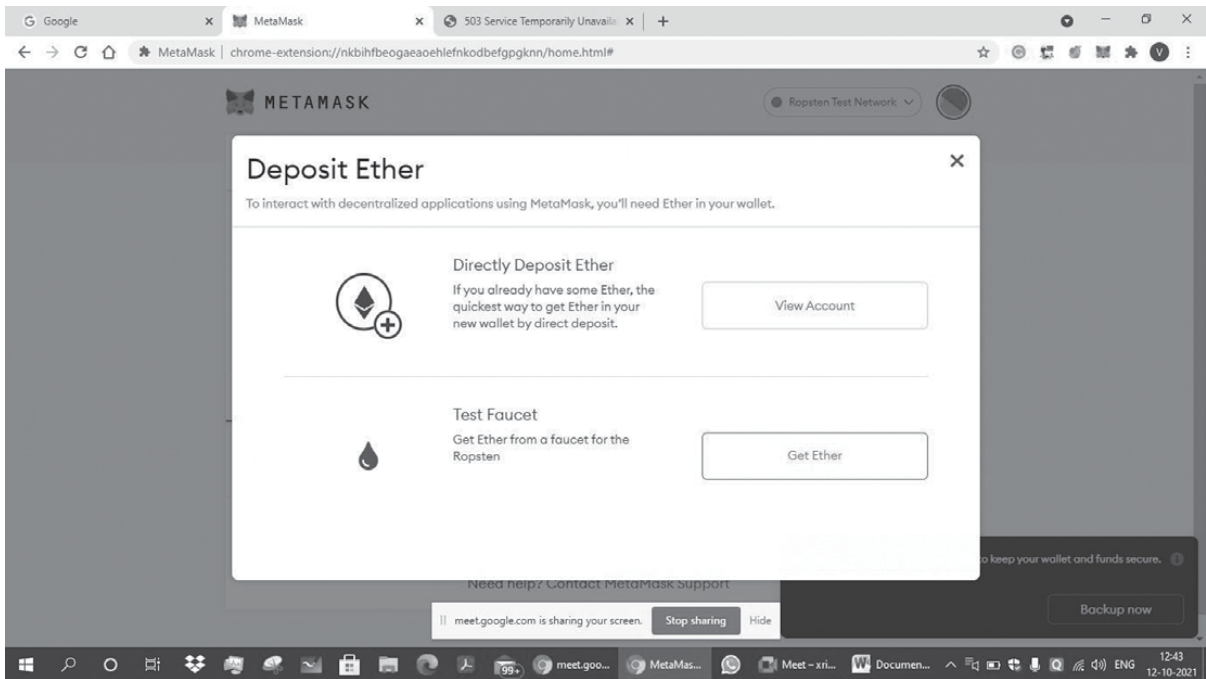 Google
MetaMask
503 Service Temporarily Unavaila
MetaMask | chrome-extension://nkbihfbeogaeaoehlefnkodbefgpgknn/home.html#
V
METAMASK
Ropsten Test Network
Deposit Ether
To interact with decentralized applications using MetaMask, you'll need Ether in your wallet.
Directly Deposit Ether
If you already have some Ether, the
quickest way to get Ether in your
new wallet by direct deposit.
View Account
Test Faucet
Get Ether from a faucet for the
Ropsten
Get Ether
to keep your wallet and funds secure.
Need help? Contact MetaMask Support
Backup now
meet.google.com is sharing your screen.
Stop sharing
Hide
99+
meet.goo...
MetaMas...
Meet – xri...
Documen...
ENG
12:43
12-10-2021